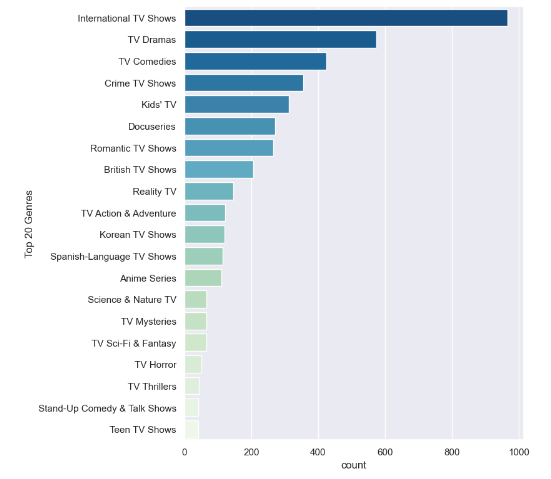 International TV Shows
TV Dramas
TV Comedies
Crime TV Shows
Kids' TV
Docuseries
Romantic TV Shows
British TV Shows
Reality TV
TV Action & Adventure
Korean TV Shows
Spanish-Language TV Shows
Anime Series
Science & Nature TV
TV Mysteries
TV Sci-Fi & Fantasy
TV Horror
TV Thrillers
Stand-Up Comedy & Talk Shows
Teen TV Shows
Top 20 Genres
0 200 400 600 800 1000
count